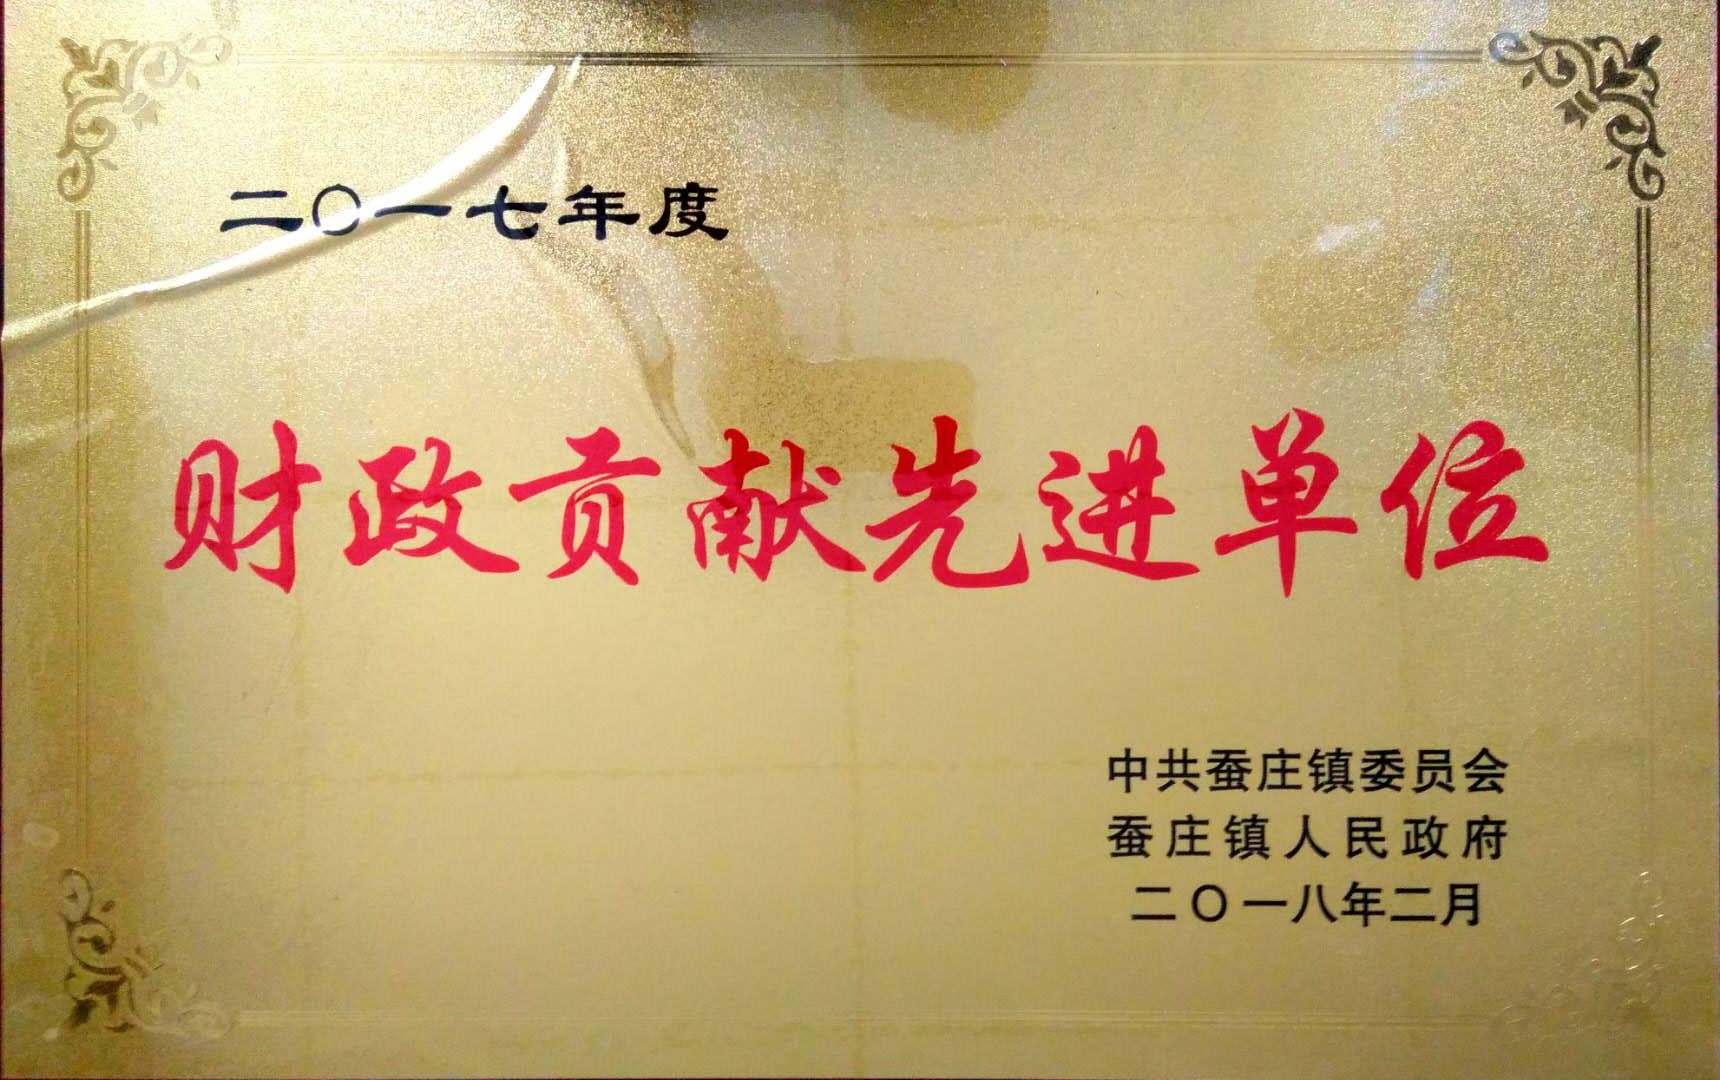 二〇一七年度
财政贡献先进单位
中共蚕庄镇委员会
蚕庄镇人民政府
二〇一八年二月